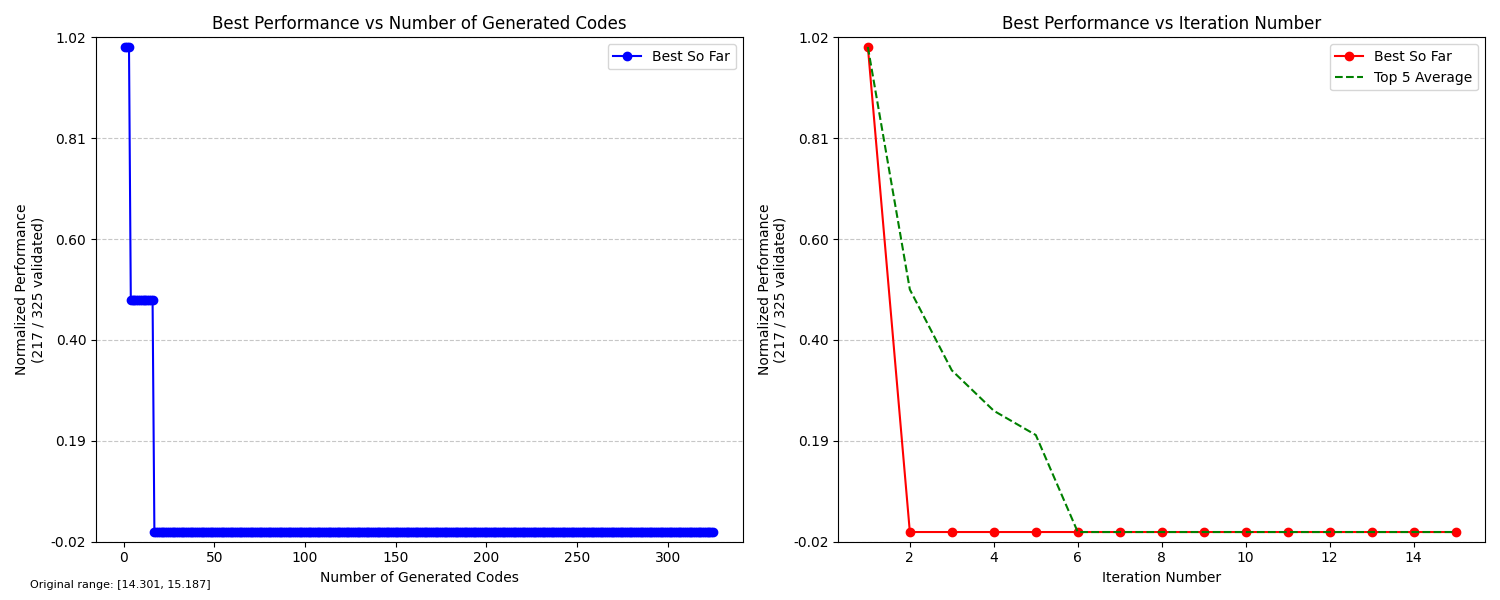 Best Performance vs Number of Generated Codes
Normalized Performance
(217 / 325 validated)
1.02
0.81
0.60
0.40
0.19
-0.02
Best So Far
0
50
100
150
200
250
300
Number of Generated Codes
Original range: [14.301, 15.187]
Best Performance vs Iteration Number
Normalized Performance
(217 / 325 validated)
1.02
0.81
0.60
0.40
0.19
-0.02
Best So Far
Top 5 Average
2
4
6
8
10
12
14
Iteration Number